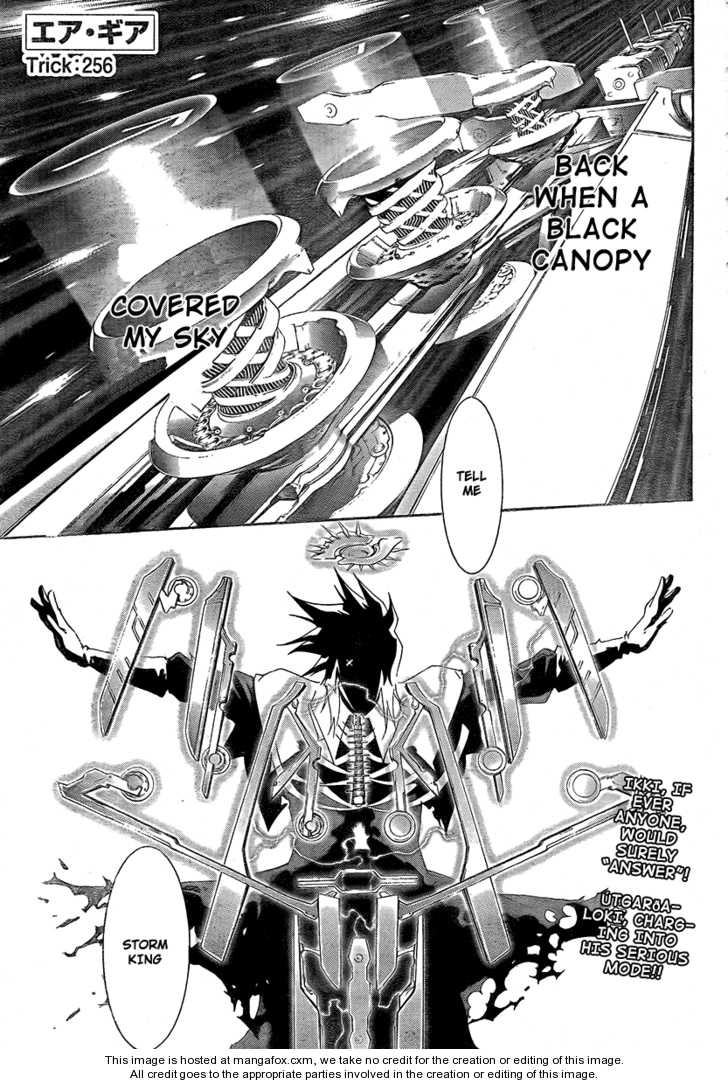 エア・ギア
Trick:256
BACK
WHEN A
BLACK
CANOPY
COVERED
MY SKY
TELL
ME
IKKI, IF
EVER
ANYONE,
WOULD
SURELY
"ANSWER"!
ÚTGARÐA-
LOKI, CHARG-
ING INTO
HIS SERIOUS
MODE!!
STORM
KING
This image is hosted at mangafox.cxm, we take no credit for the creation or editing of this image.
All credit goes to the appropriate parties involved in the creation or editing of this image.